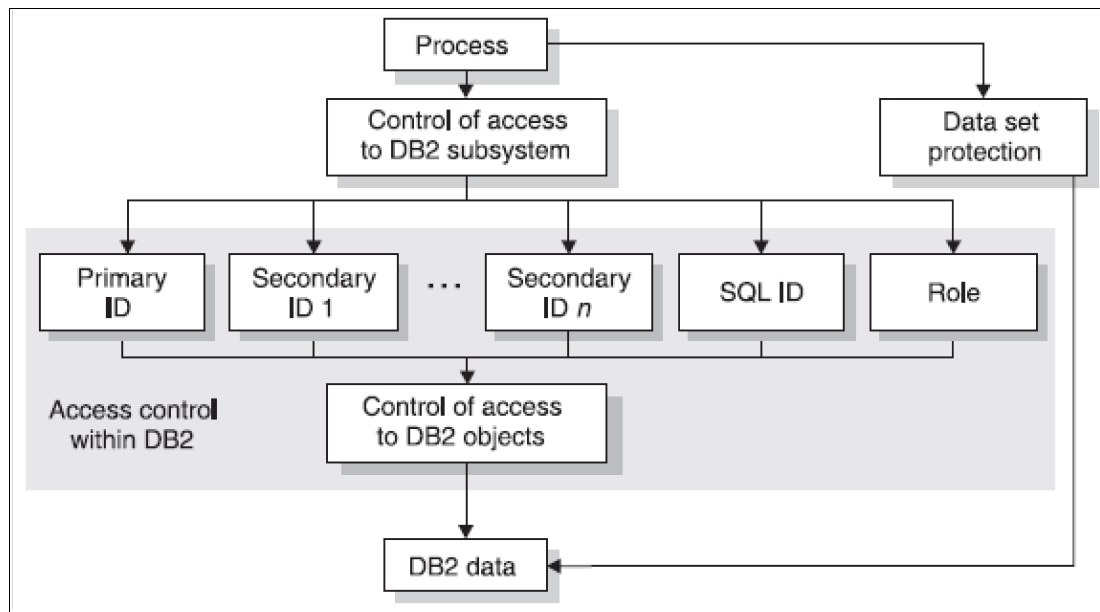 Process
Control of access
to DB2 subsystem
Data set
protection
Primary
ID
Secondary
ID 1
...
Secondary
ID n
SQL ID
Role
Access control
within DB2
Control of access
to DB2 objects
DB2 data